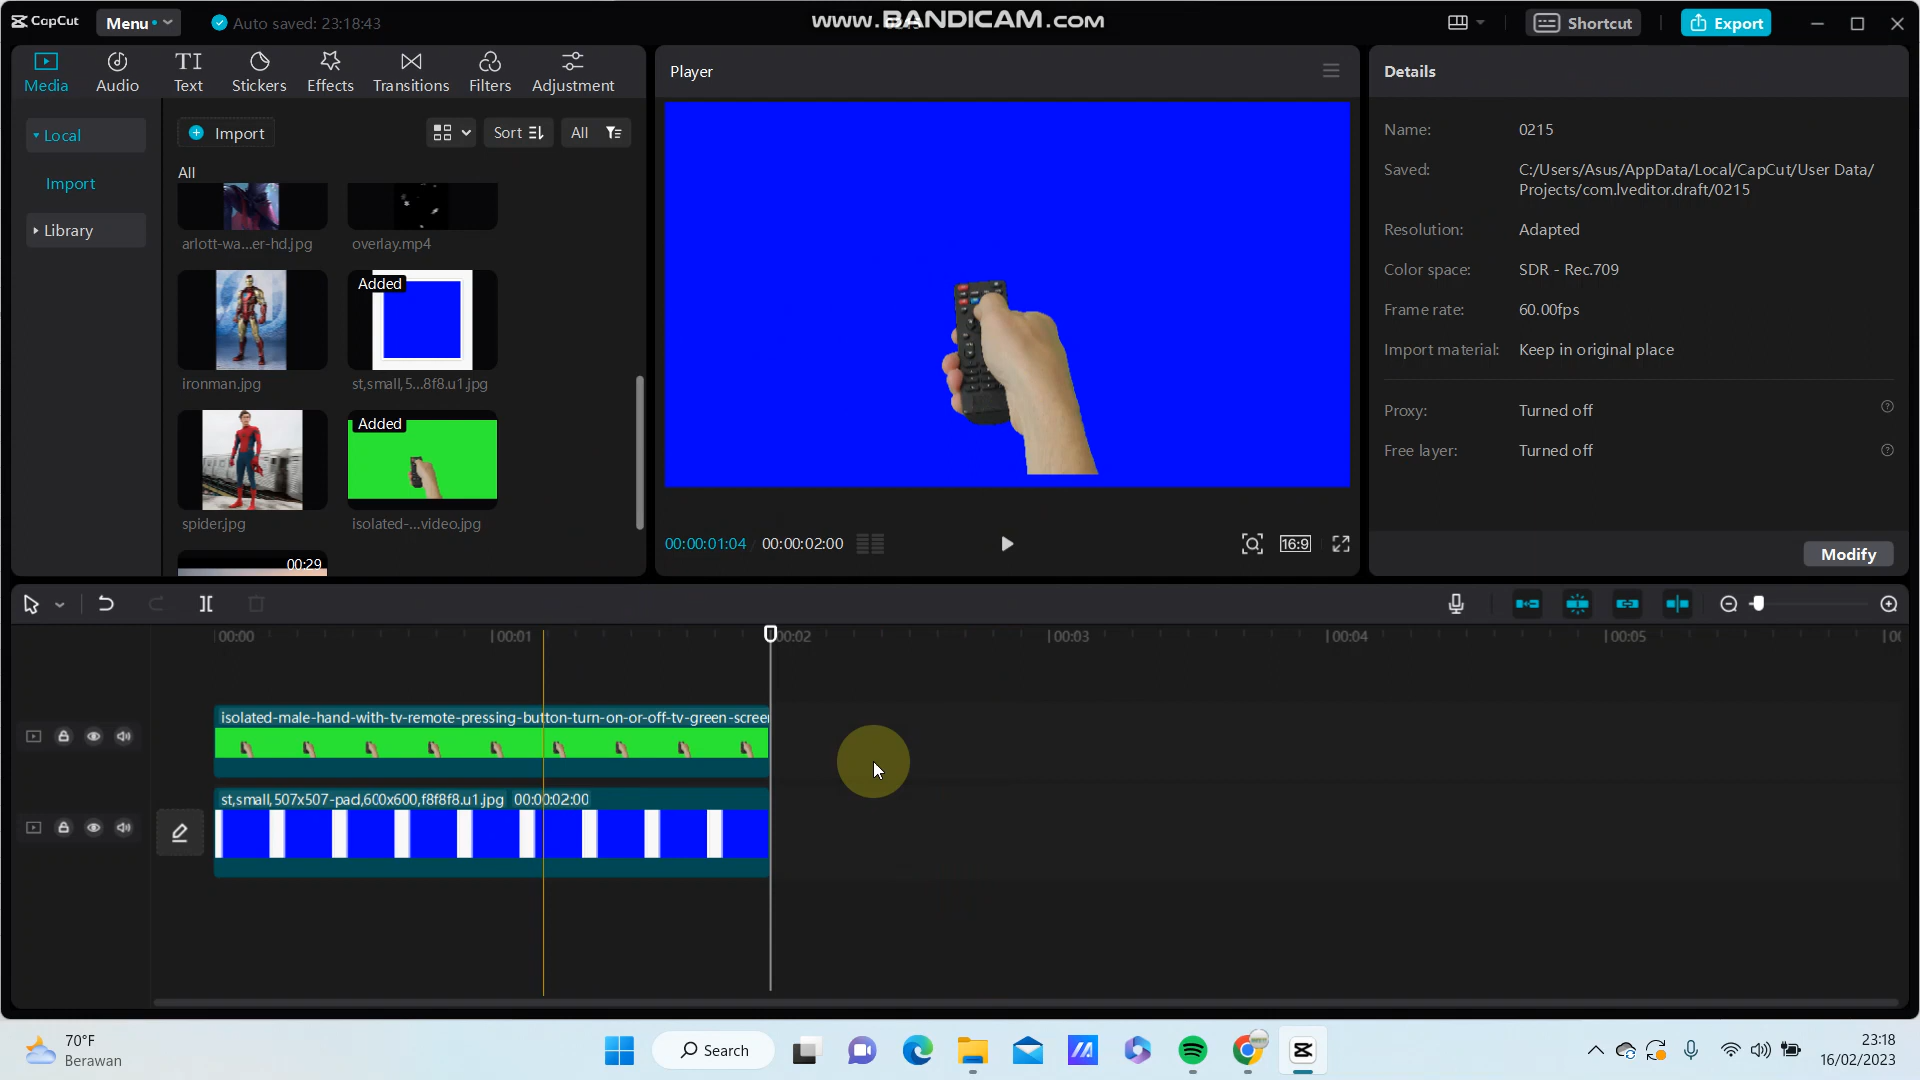 CapCut
Menu
Auto saved: 23:18:43
www.BANDICAM.com
Shortcut
Export
Media
Audio
TI
Text
Stickers
Effects
Transitions
Filters
Adjustment
Local
Import
Library
Import
Sort
All
All
arlott-wa...er-hd.jpg
overlay.mp4
ironman.jpg
Added
st,small,5...8f8.u1.jpg
spider.jpg
Added
isolated-...video.jpg
00:29
Player
00:00:01:04
00:00:02:00
16:9
Details
Name:
0215
Saved:
C:/Users/Asus/AppData/Local/CapCut/User Data/
Projects/com.lveditor.draft/0215
Resolution:
Adapted
Color space:
SDR - Rec.709
Frame rate:
60.00fps
Import material:
Keep in original place
Proxy:
Turned off
Free layer:
Turned off
Modify
00:00
00:01
00:02
00:03
00:04
00:05
isolated-male-hand-with-tv-remote-pressing-button-turn-on-or-off-tv-green-screen
st,small,507x507-pad,600x600,f8f8f8.u1.jpg 00:00:02:00
70°F
Berawan
Search
23:18
16/02/2023